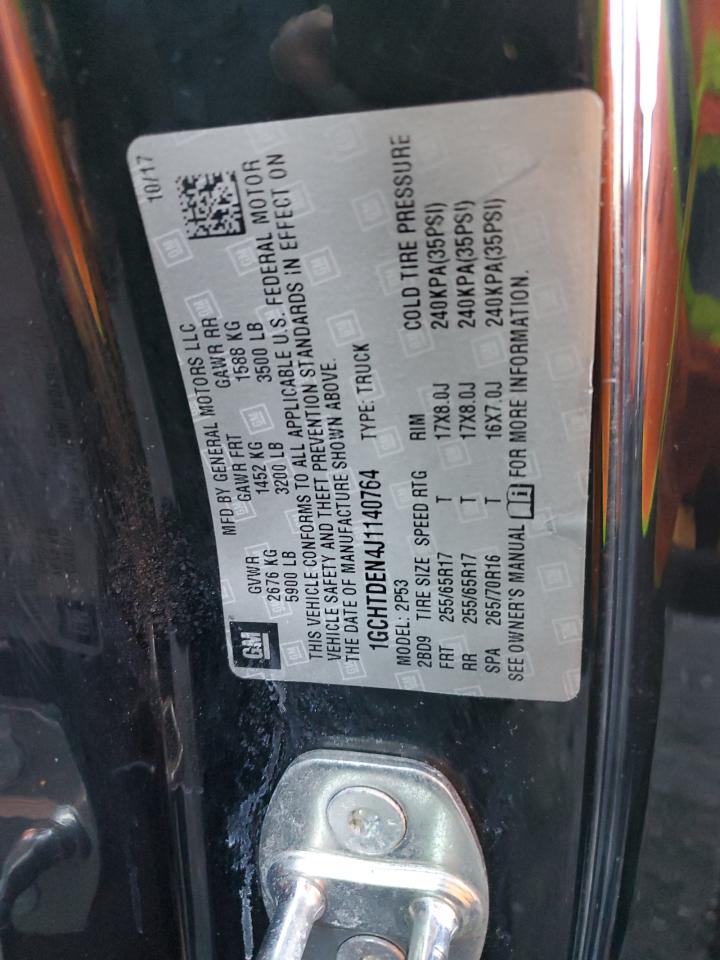 10/17
GM
MFD BY GENERAL MOTORS LLC
GVWR GAWR FRT GAWR RR
2676 KG 1452 KG 1588 KG
5900 LB 3200 LB 3500 LB
THIS VEHICLE CONFORMS TO ALL APPLICABLE U.S. FEDERAL MOTOR
VEHICLE SAFETY AND THEFT PREVENTION STANDARDS IN EFFECT ON
THE DATE OF MANUFACTURE SHOWN ABOVE.
1GCHTDEN4J1140764 TYPE: TRUCK
MODEL: 2P53
2BD9 TIRE SIZE SPEED RTG RIM COLD TIRE PRESSURE
FRT 255/65R17 T 17X8.0J 240KPA(35PSI)
RR 255/65R17 T 17X8.0J 240KPA(35PSI)
SPA 265/70R16 T 16X7.0J 240KPA(35PSI)
SEE OWNER'S MANUAL FOR MORE INFORMATION.